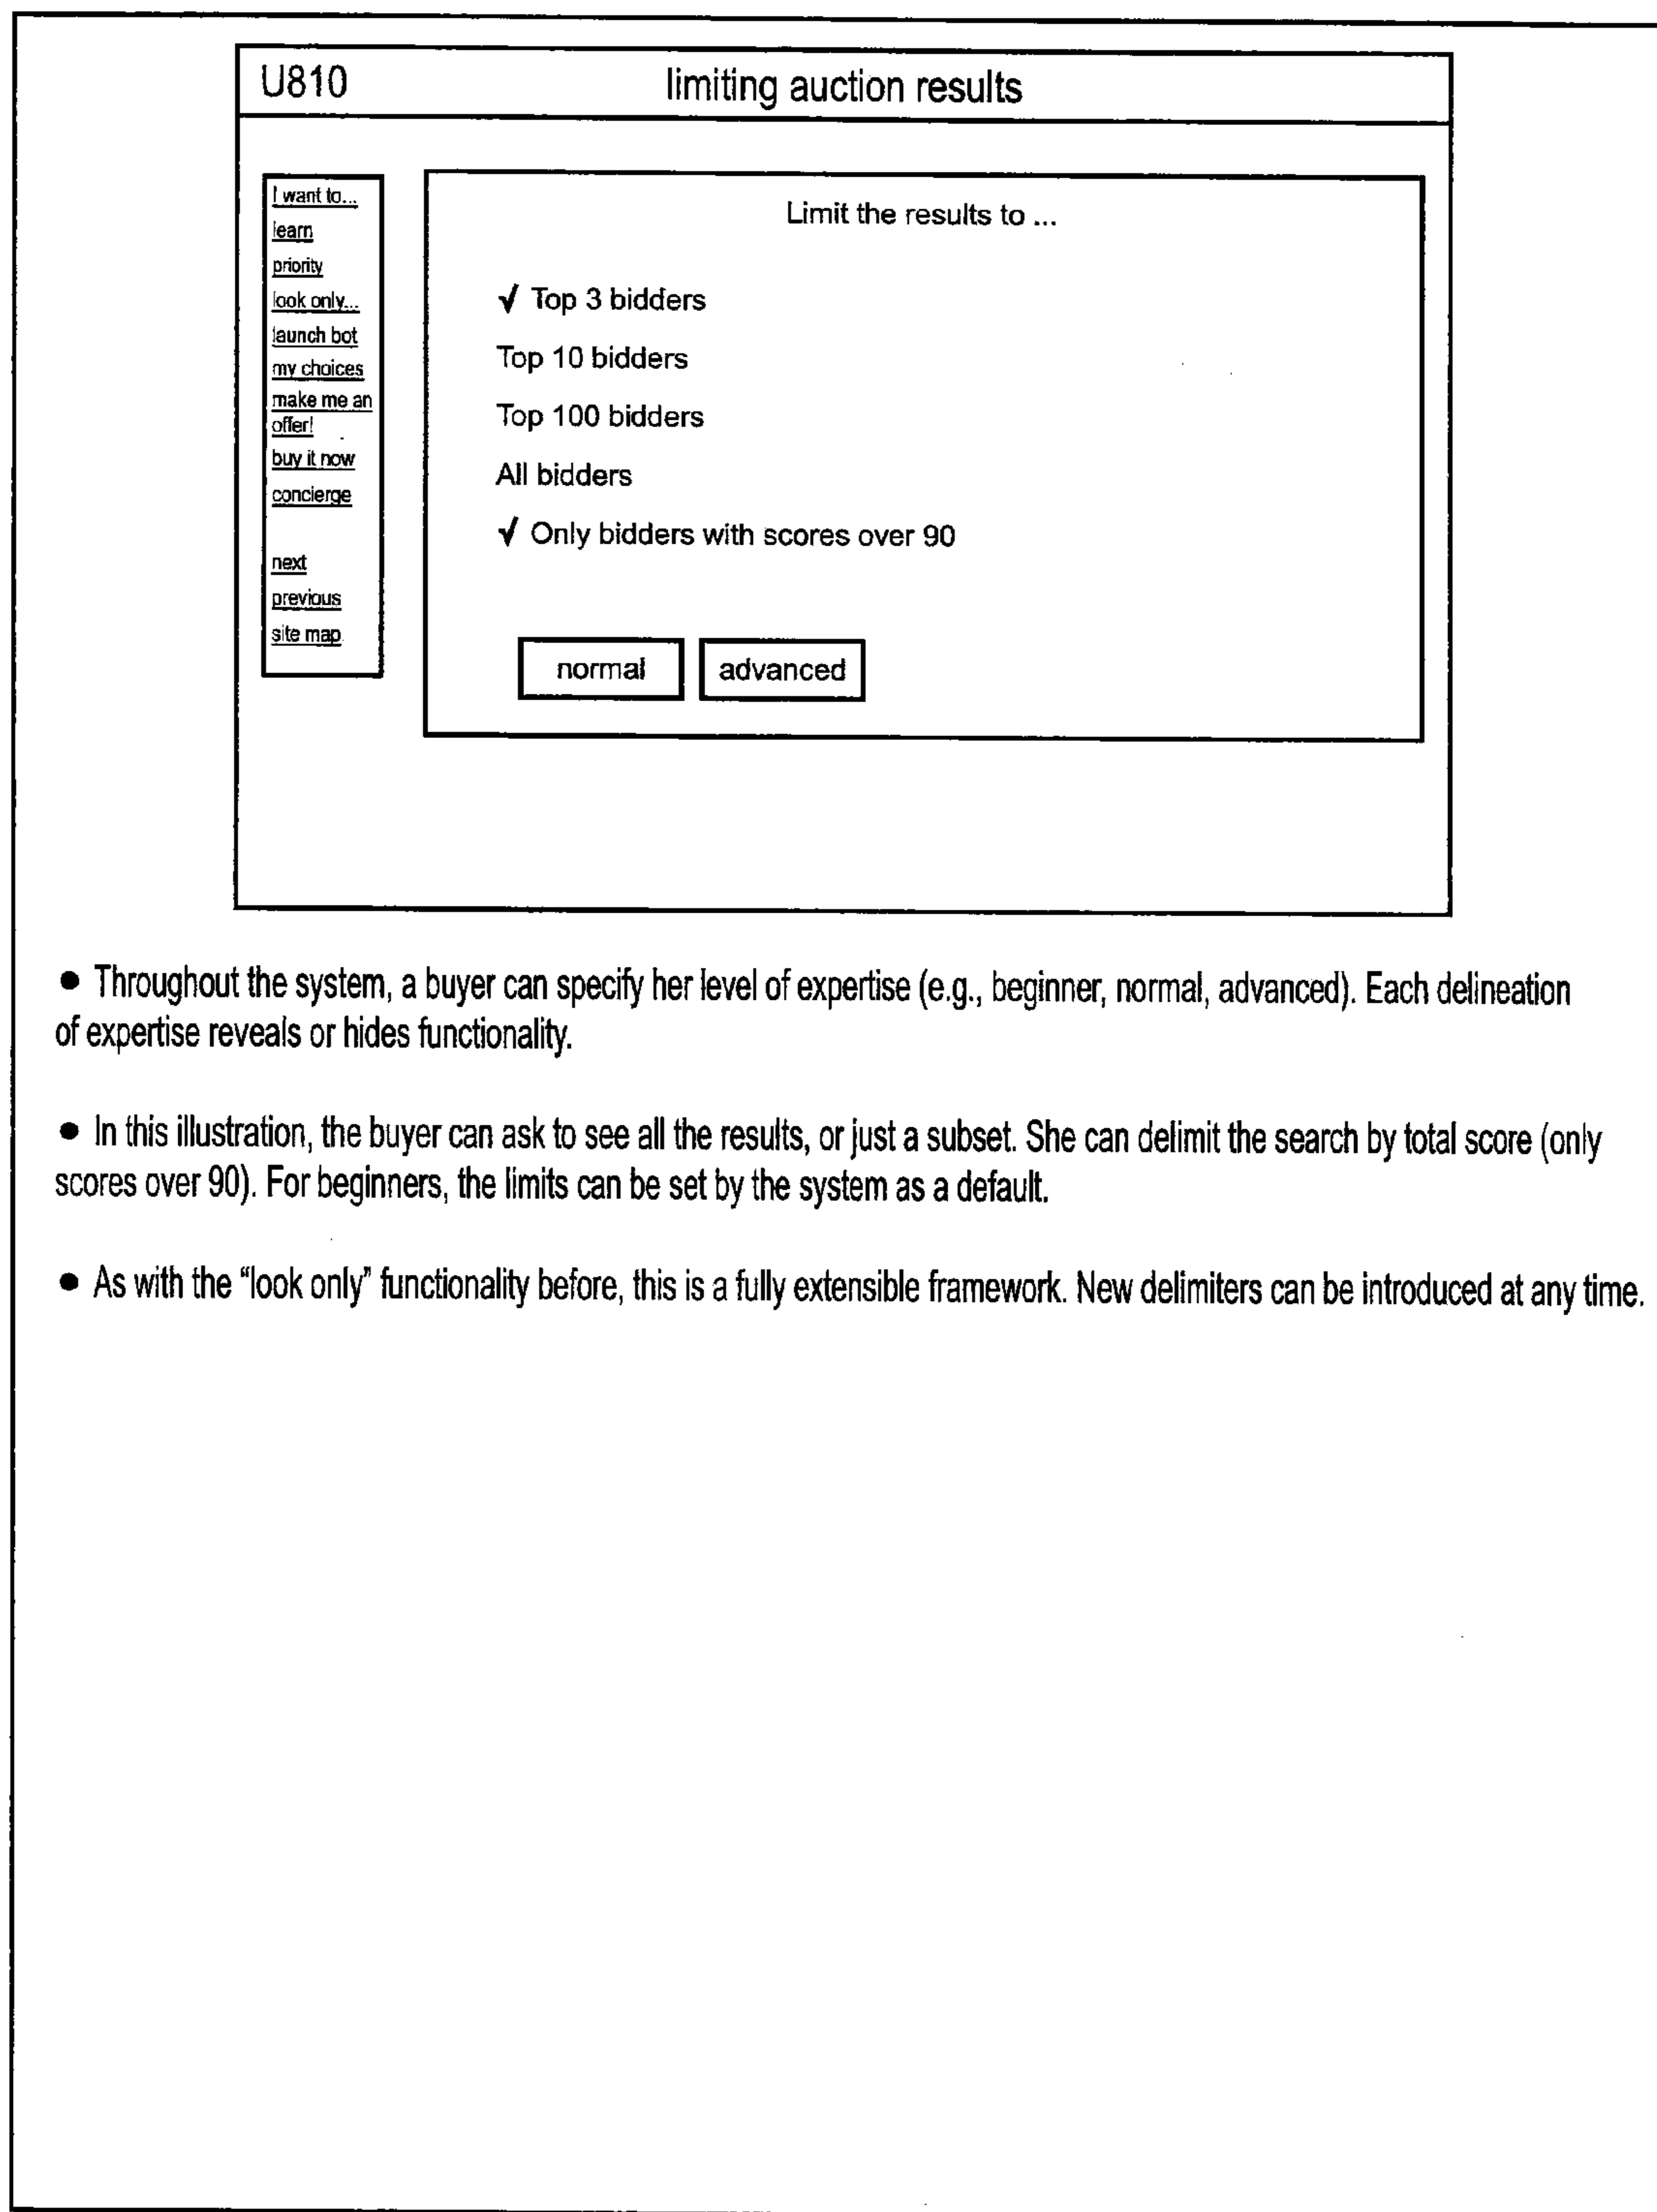 U810 limiting auction results
I want to...
learn
priority
look only...
launch bot
my choices
make me an
offer!
buy it now
concierge
next
previous
site map
Limit the results to ...
√ Top 3 bidders
Top 10 bidders
Top 100 bidders
All bidders
√ Only bidders with scores over 90
normal advanced
● Throughout the system, a buyer can specify her level of expertise (e.g., beginner, normal, advanced). Each delineation
of expertise reveals or hides functionality.
● In this illustration, the buyer can ask to see all the results, or just a subset. She can delimit the search by total score (only
scores over 90). For beginners, the limits can be set by the system as a default.
● As with the “look only” functionality before, this is a fully extensible framework. New delimiters can be introduced at any time.